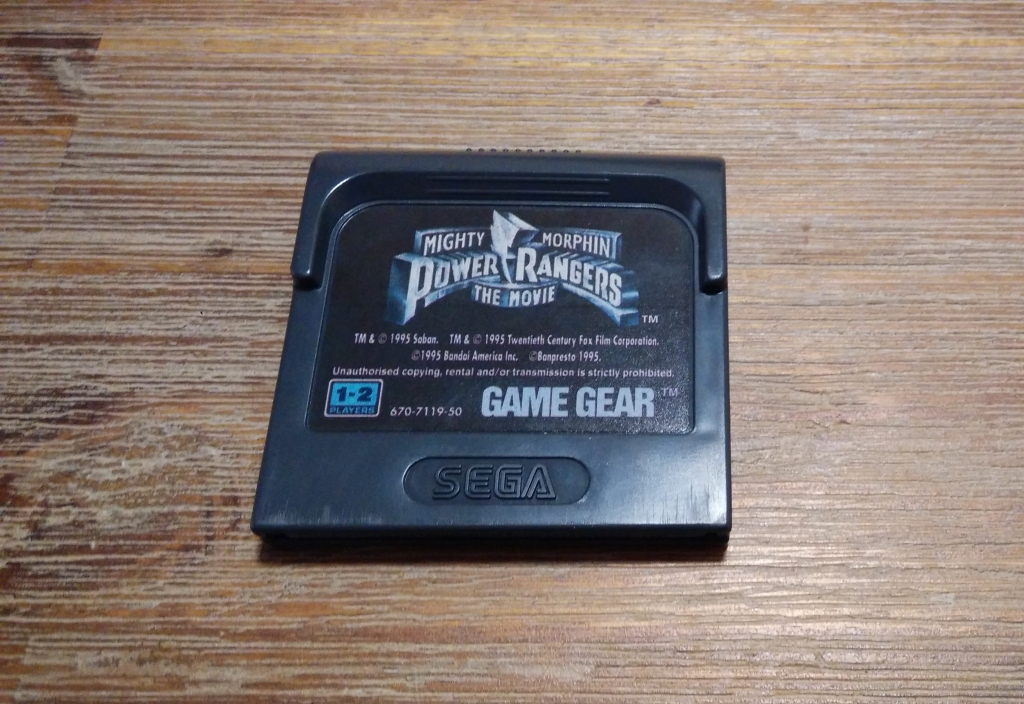 MIGHTY MORPHIN
POWER RANGERS
THE MOVIE
TM
TM & © 1995 Saban. TM & © 1995 Twentieth Century Fox Film Corporation.
©1995 Bandai America Inc. ©Banpresto 1995.
Unauthorised copying, rental and/or transmission is strictly prohibited.
1-2
PLAYERS
670-7119-50
GAME GEAR TM
SEGA